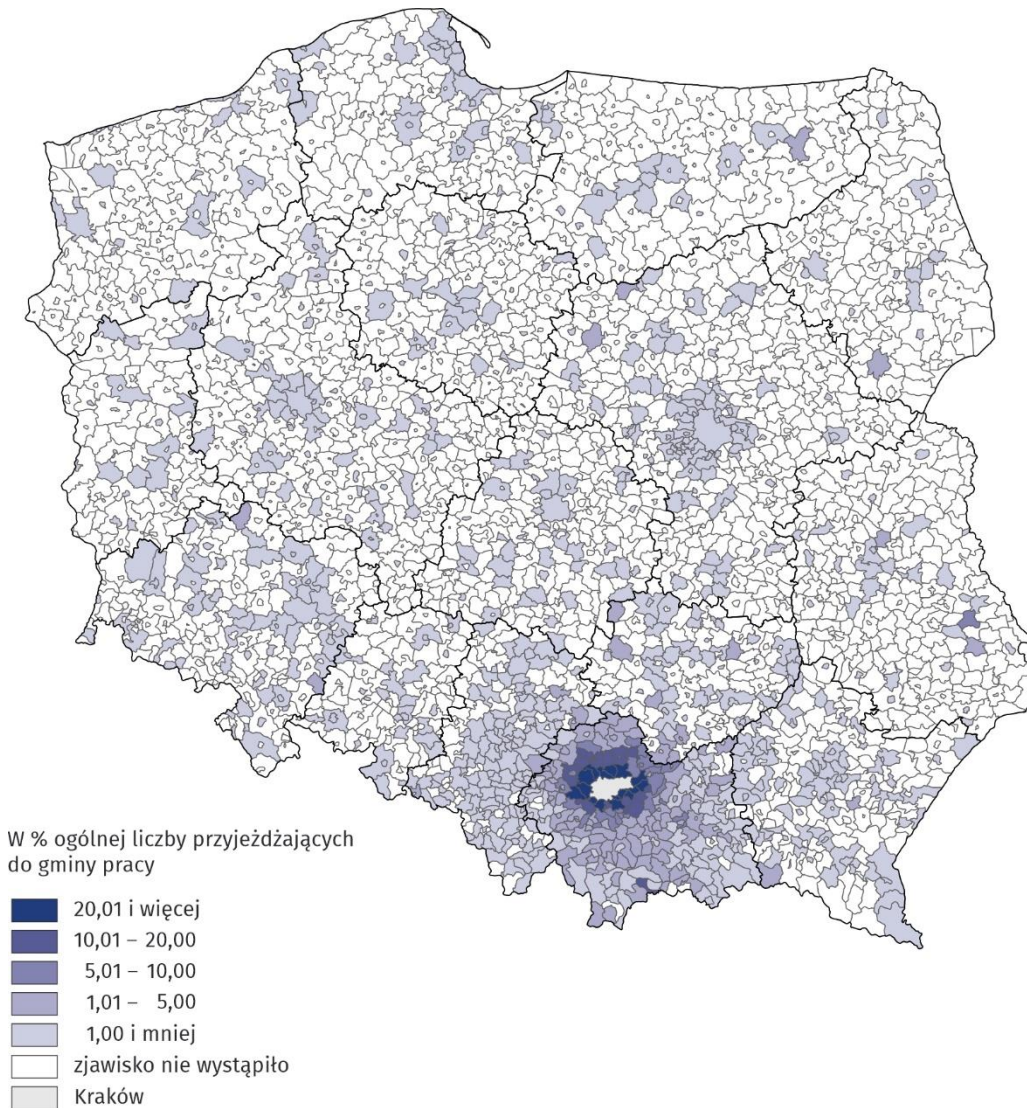 W % ogólnej liczby przyjeżdżających
do gminy pracy
20,01 i więcej
10,01 – 20,00
5,01 – 10,00
1,01 – 5,00
1,00 i mniej
zjawisko nie wystąpiło
Kraków